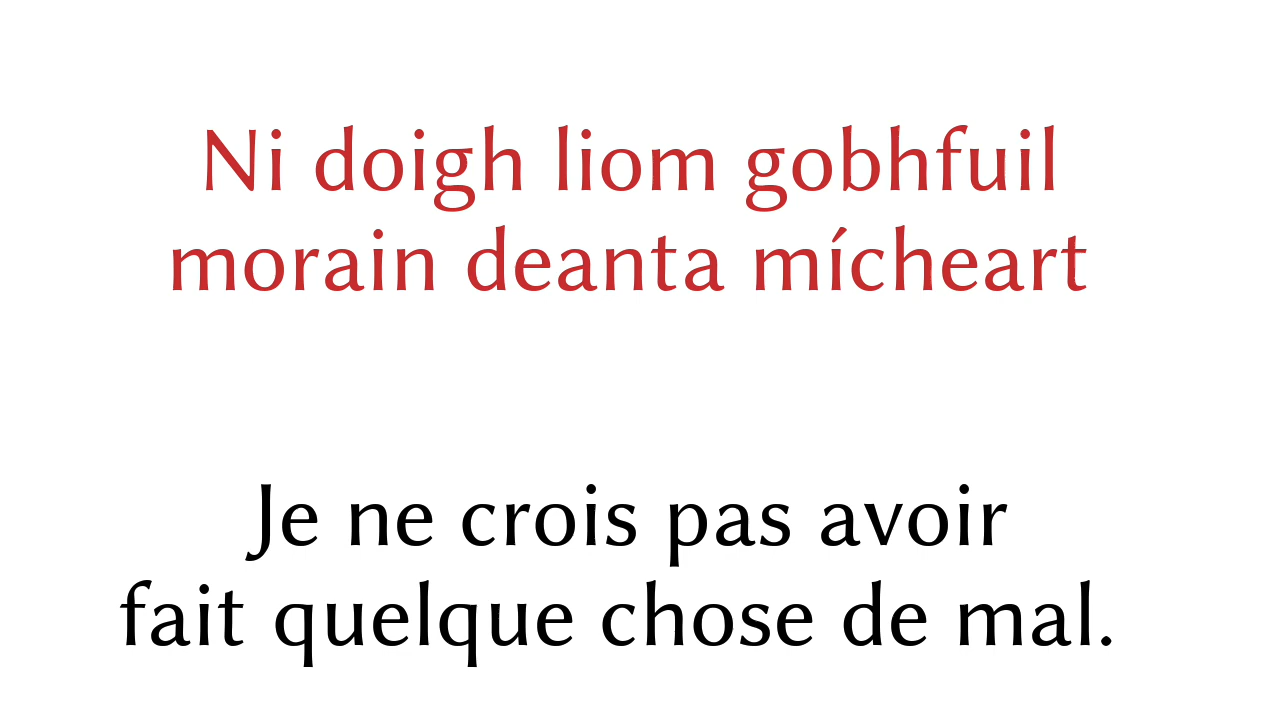 Ni doigh liom gobhfuil
morain deanta mícheart
Je ne crois pas avoir
fait quelque chose de mal.